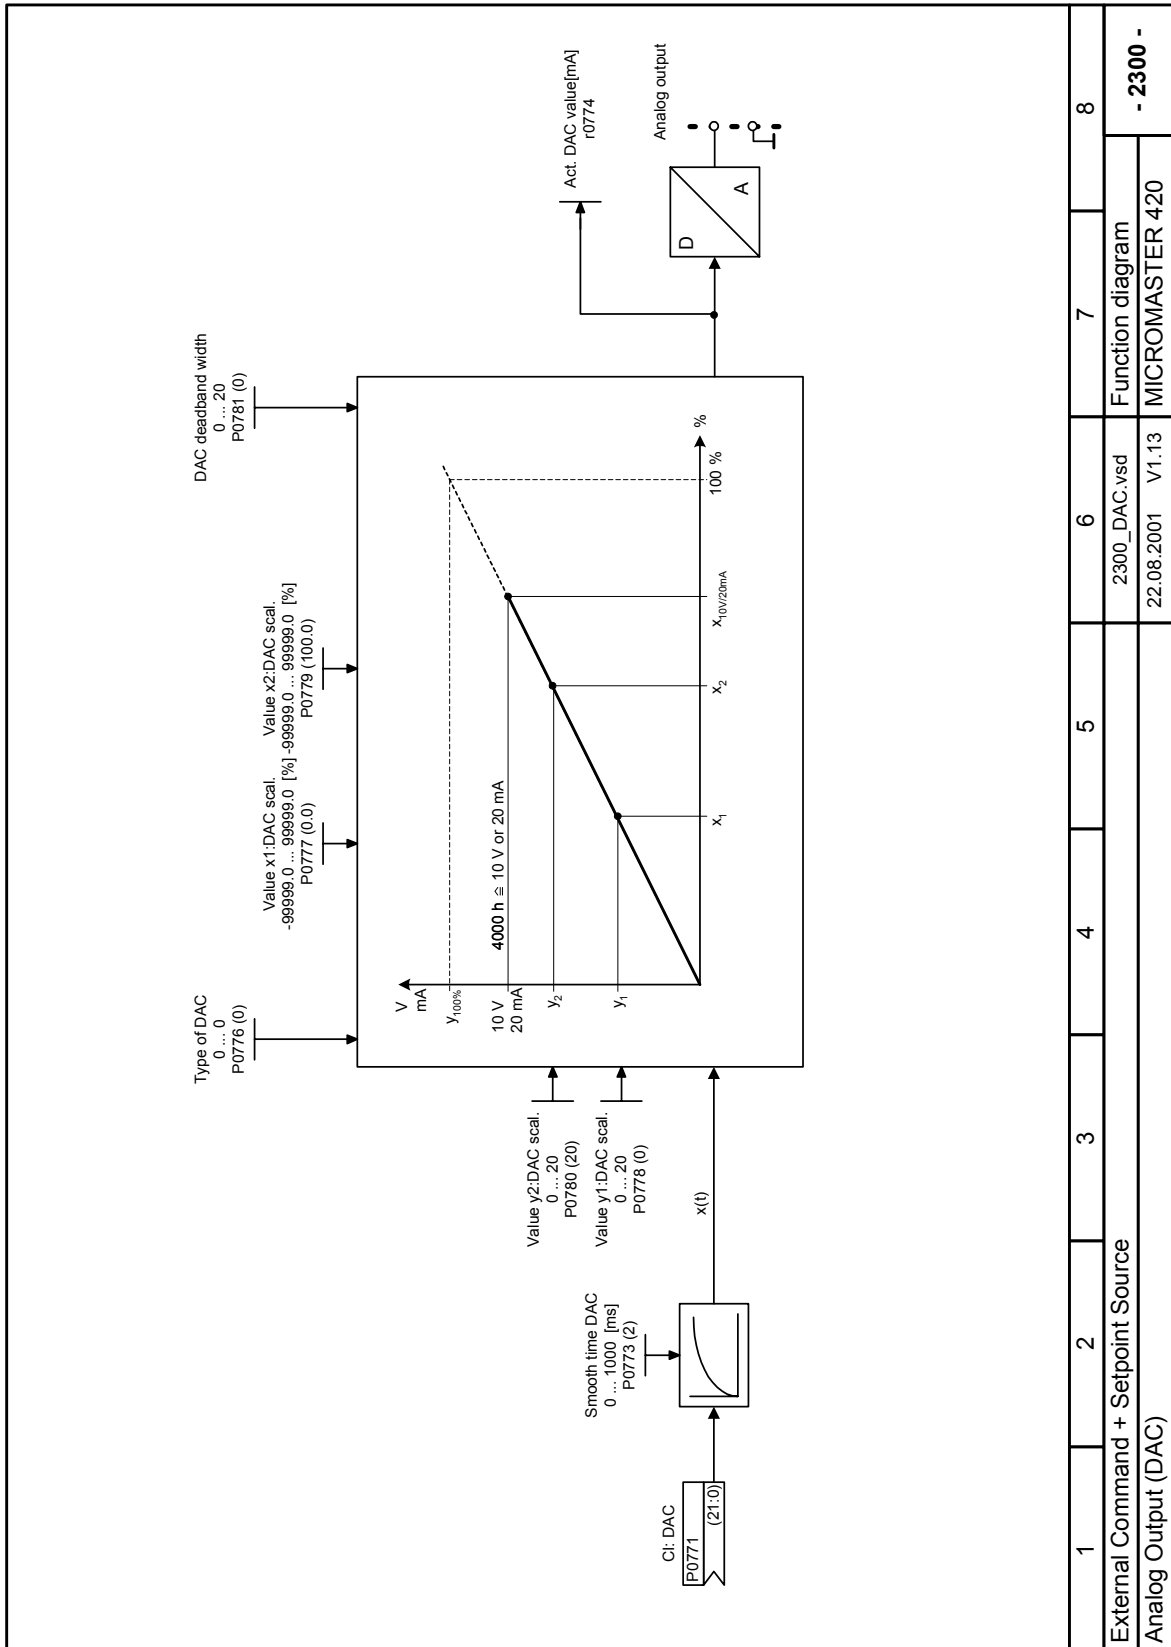 DAC deadband width
0 ... 20
P0781 (0)
Act. DAC value[mA]
r0774
Analog output
D
A
Value x1:DAC scal.
-99999.0 ... 99999.0 [%]
P0777 (0.0)
Value x2:DAC scal.
-99999.0 ... 99999.0 [%]
P0779 (100.0)
Type of DAC
0 ... 0
P0776 (0)
V
mA
y100%
10 V
20 mA
y2
y1
4000 h ≙ 10 V or 20 mA
x1
x2
x10V/20mA
100 %
%
Value y2:DAC scal.
0 ... 20
P0780 (20)
Value y1:DAC scal.
0 ... 20
P0778 (0)
x(t)
Smooth time DAC
0 ... 1000 [ms]
P0773 (2)
CI: DAC
P0771
(21:0)
1 2 3 4 5 6 7 8
External Command + Setpoint Source
2300_DAC.vsd
Function diagram
- 2300 -
Analog Output (DAC)
22.08.2001 V1.13
MICROMASTER 420